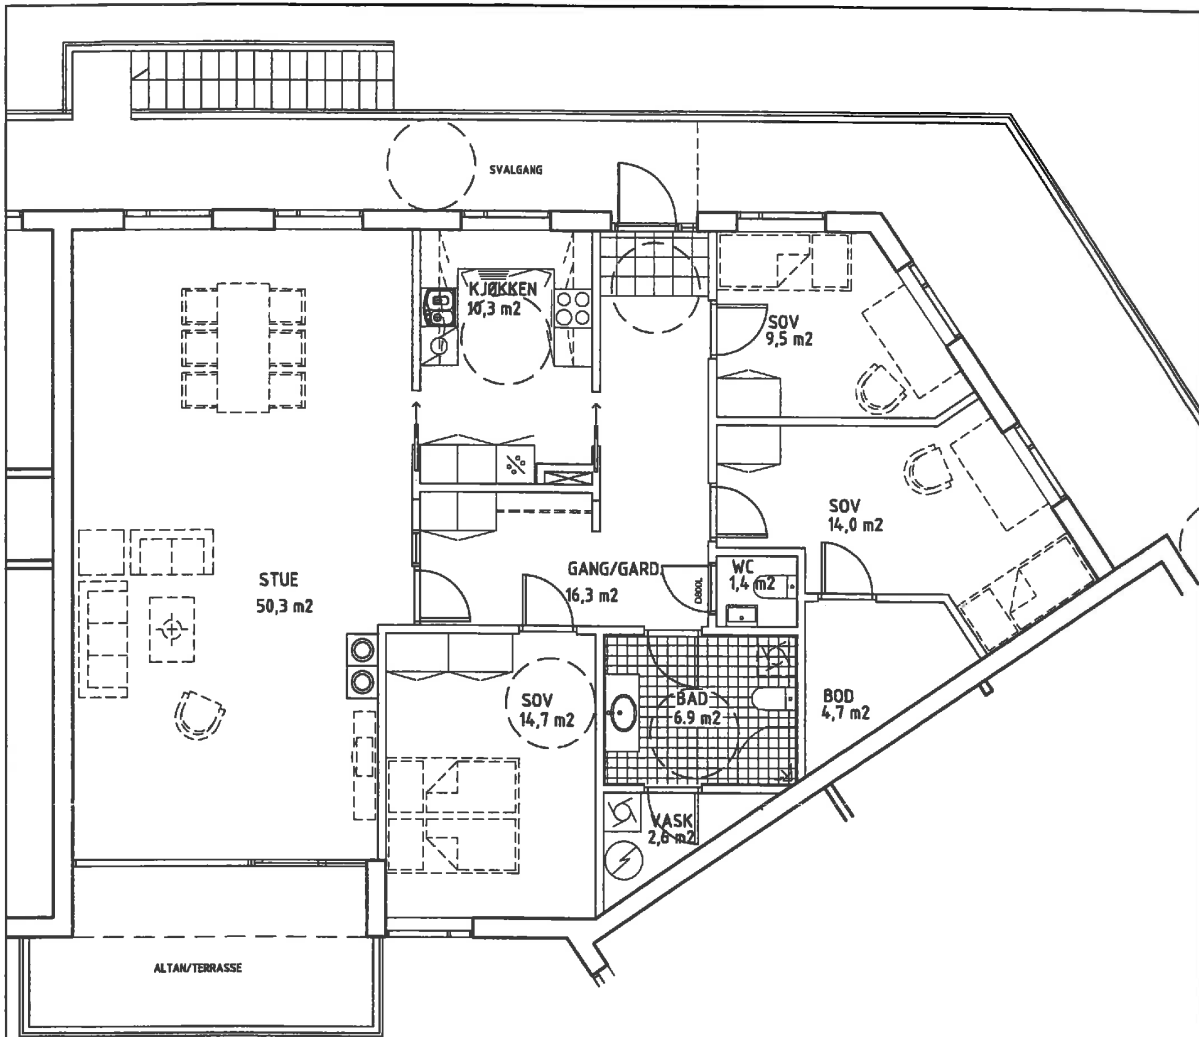 SVALGANG
KJØKKEN
10,3 m2
SOV
9,5 m2
SOV
14,0 m2
STUE
50,3 m2
GANG/GARD.
16,3 m2
WC
1,4 m2
D800L
SOV
14,7 m2
BAD
6.9 m2
BOD
4,7 m2
VASK
2,6 m2
ALTAN/TERRASSE